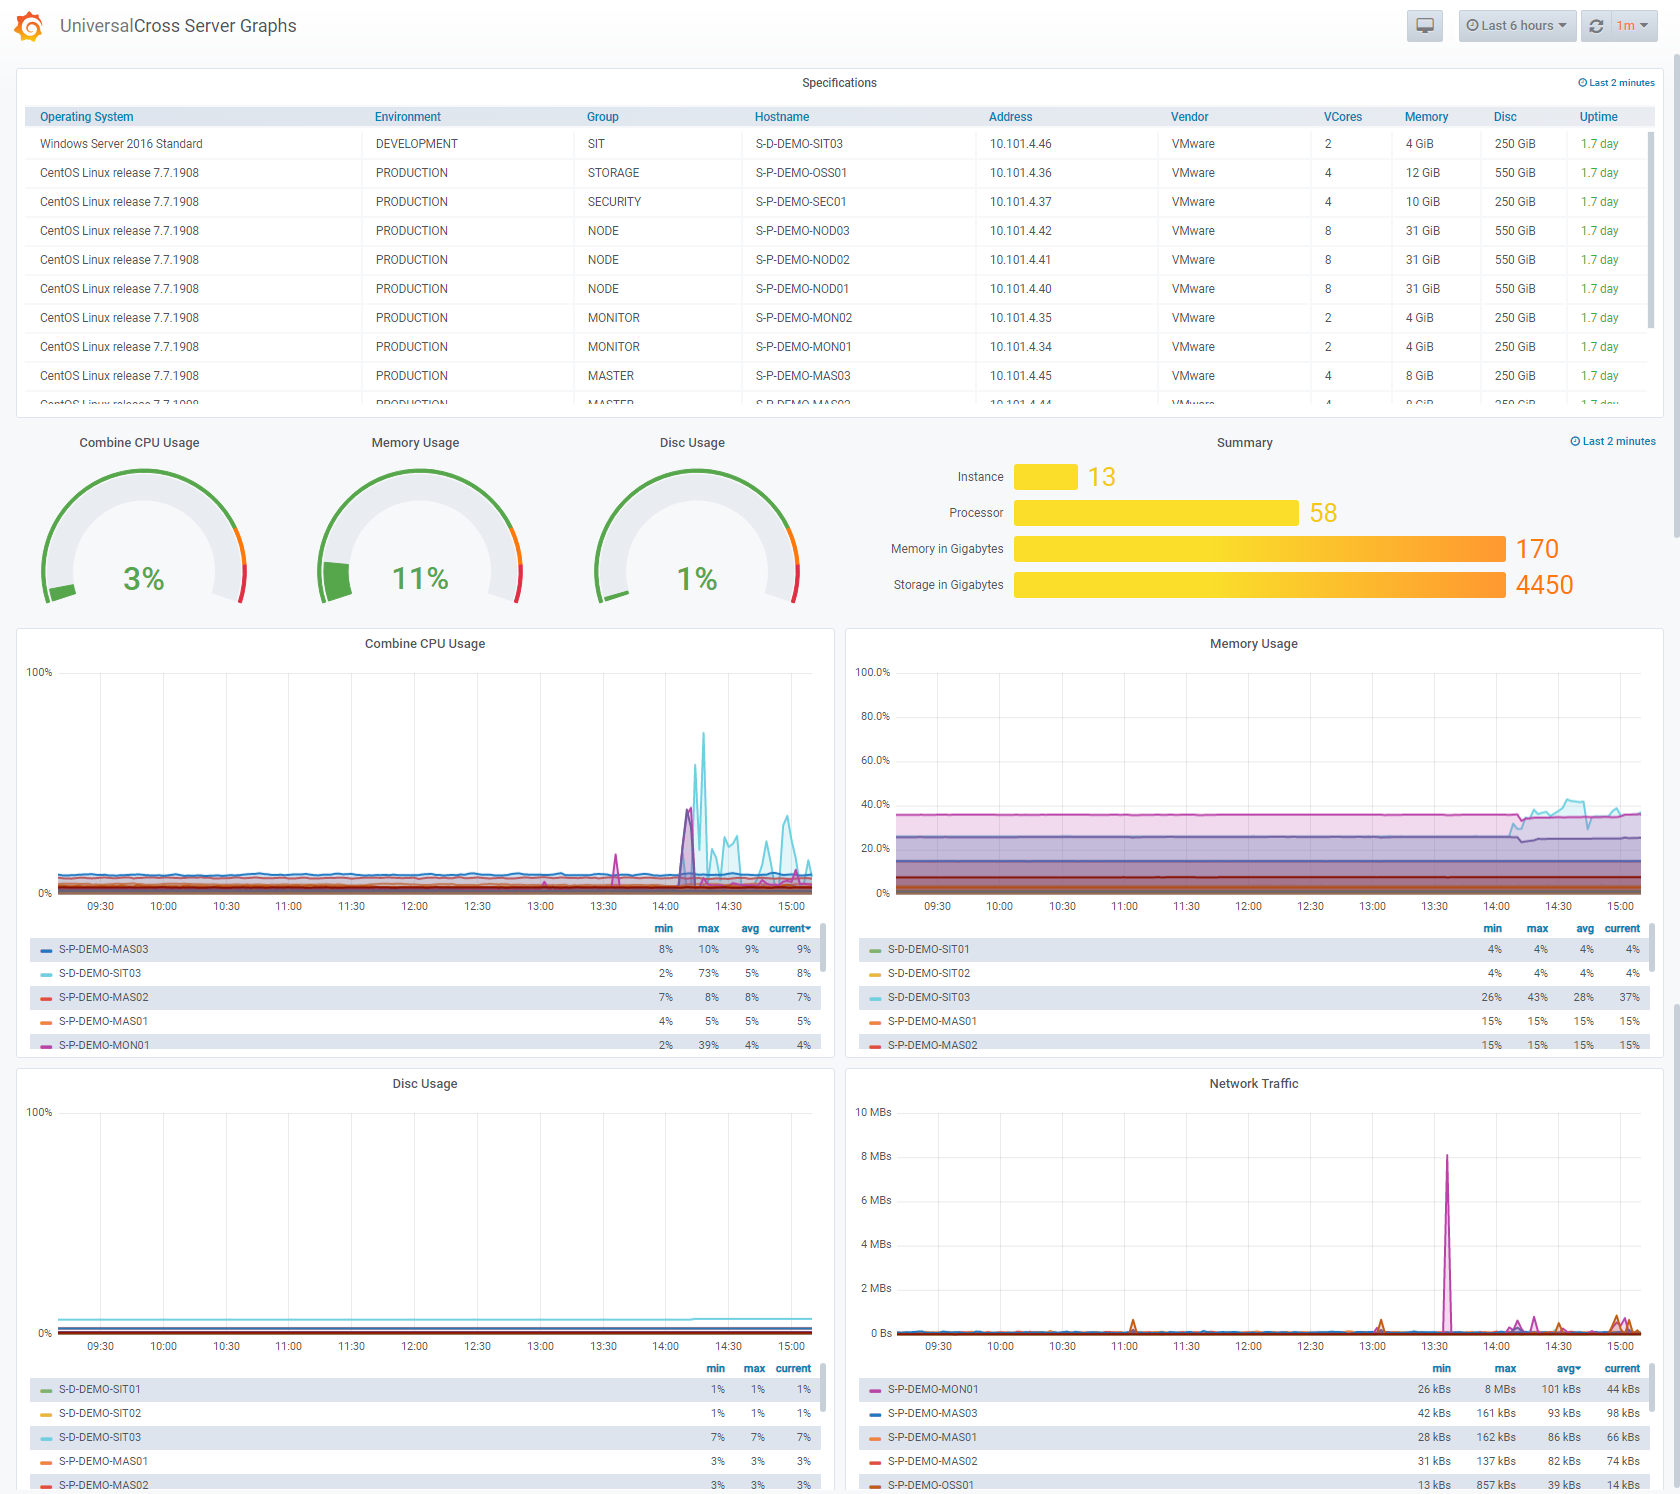 UniversalCross Server Graphs
Last 6 hours
1m
Specifications
Last 2 minutes
Operating System Environment Group Hostname Address Vendor VCores Memory Disc Uptime
Windows Server 2016 Standard DEVELOPMENT SIT S-D-DEMO-SIT03 10.101.4.46 VMware 2 4 GiB 250 GiB 1.7 day
CentOS Linux release 7.7.1908 PRODUCTION STORAGE S-P-DEMO-OSS01 10.101.4.36 VMware 4 12 GiB 550 GiB 1.7 day
CentOS Linux release 7.7.1908 PRODUCTION SECURITY S-P-DEMO-SEC01 10.101.4.37 VMware 4 10 GiB 250 GiB 1.7 day
CentOS Linux release 7.7.1908 PRODUCTION NODE S-P-DEMO-NOD03 10.101.4.42 VMware 8 31 GiB 550 GiB 1.7 day
CentOS Linux release 7.7.1908 PRODUCTION NODE S-P-DEMO-NOD02 10.101.4.41 VMware 8 31 GiB 550 GiB 1.7 day
CentOS Linux release 7.7.1908 PRODUCTION NODE S-P-DEMO-NOD01 10.101.4.40 VMware 8 31 GiB 550 GiB 1.7 day
CentOS Linux release 7.7.1908 PRODUCTION MONITOR S-P-DEMO-MON02 10.101.4.35 VMware 2 4 GiB 250 GiB 1.7 day
CentOS Linux release 7.7.1908 PRODUCTION MONITOR S-P-DEMO-MON01 10.101.4.34 VMware 2 4 GiB 250 GiB 1.7 day
CentOS Linux release 7.7.1908 PRODUCTION MASTER S-P-DEMO-MAS03 10.101.4.45 VMware 4 8 GiB 250 GiB 1.7 day
CentOS Linux release 7.7.1908 PRODUCTION MASTER S-P-DEMO-MAS02 10.101.4.44 VMware 4 8 GiB 250 GiB 1.7 day
Combine CPU Usage
3%
Memory Usage
11%
Disc Usage
1%
Summary
Last 2 minutes
Instance 13
Processor 58
Memory in Gigabytes 170
Storage in Gigabytes 4450
Combine CPU Usage
100%
0%
09:30 10:00 10:30 11:00 11:30 12:00 12:30 13:00 13:30 14:00 14:30 15:00
min max avg current
S-P-DEMO-MAS03 8% 10% 9% 9%
S-D-DEMO-SIT03 2% 73% 5% 8%
S-P-DEMO-MAS02 7% 8% 8% 7%
S-P-DEMO-MAS01 4% 5% 5% 5%
S-P-DEMO-MON01 2% 39% 4% 4%
Memory Usage
100.0%
80.0%
60.0%
40.0%
20.0%
0%
09:30 10:00 10:30 11:00 11:30 12:00 12:30 13:00 13:30 14:00 14:30 15:00
min max avg current
S-D-DEMO-SIT01 4% 4% 4% 4%
S-D-DEMO-SIT02 4% 4% 4% 4%
S-D-DEMO-SIT03 26% 43% 28% 37%
S-P-DEMO-MAS01 15% 15% 15% 15%
S-P-DEMO-MAS02 15% 15% 15% 15%
Disc Usage
100%
0%
09:30 10:00 10:30 11:00 11:30 12:00 12:30 13:00 13:30 14:00 14:30 15:00
min max current
S-D-DEMO-SIT01 1% 1% 1%
S-D-DEMO-SIT02 1% 1% 1%
S-D-DEMO-SIT03 7% 7% 7%
S-P-DEMO-MAS01 3% 3% 3%
S-P-DEMO-MAS02 3% 3% 3%
Network Traffic
10 MBs
8 MBs
6 MBs
4 MBs
2 MBs
0 Bs
09:30 10:00 10:30 11:00 11:30 12:00 12:30 13:00 13:30 14:00 14:30 15:00
min max avg current
S-P-DEMO-MON01 26 kBs 8 MBs 101 kBs 44 kBs
S-P-DEMO-MAS03 42 kBs 161 kBs 93 kBs 98 kBs
S-P-DEMO-MAS01 28 kBs 162 kBs 86 kBs 66 kBs
S-P-DEMO-MAS02 31 kBs 137 kBs 82 kBs 74 kBs
S-P-DEMO-OSS01 13 kBs 857 kBs 39 kBs 14 kBs